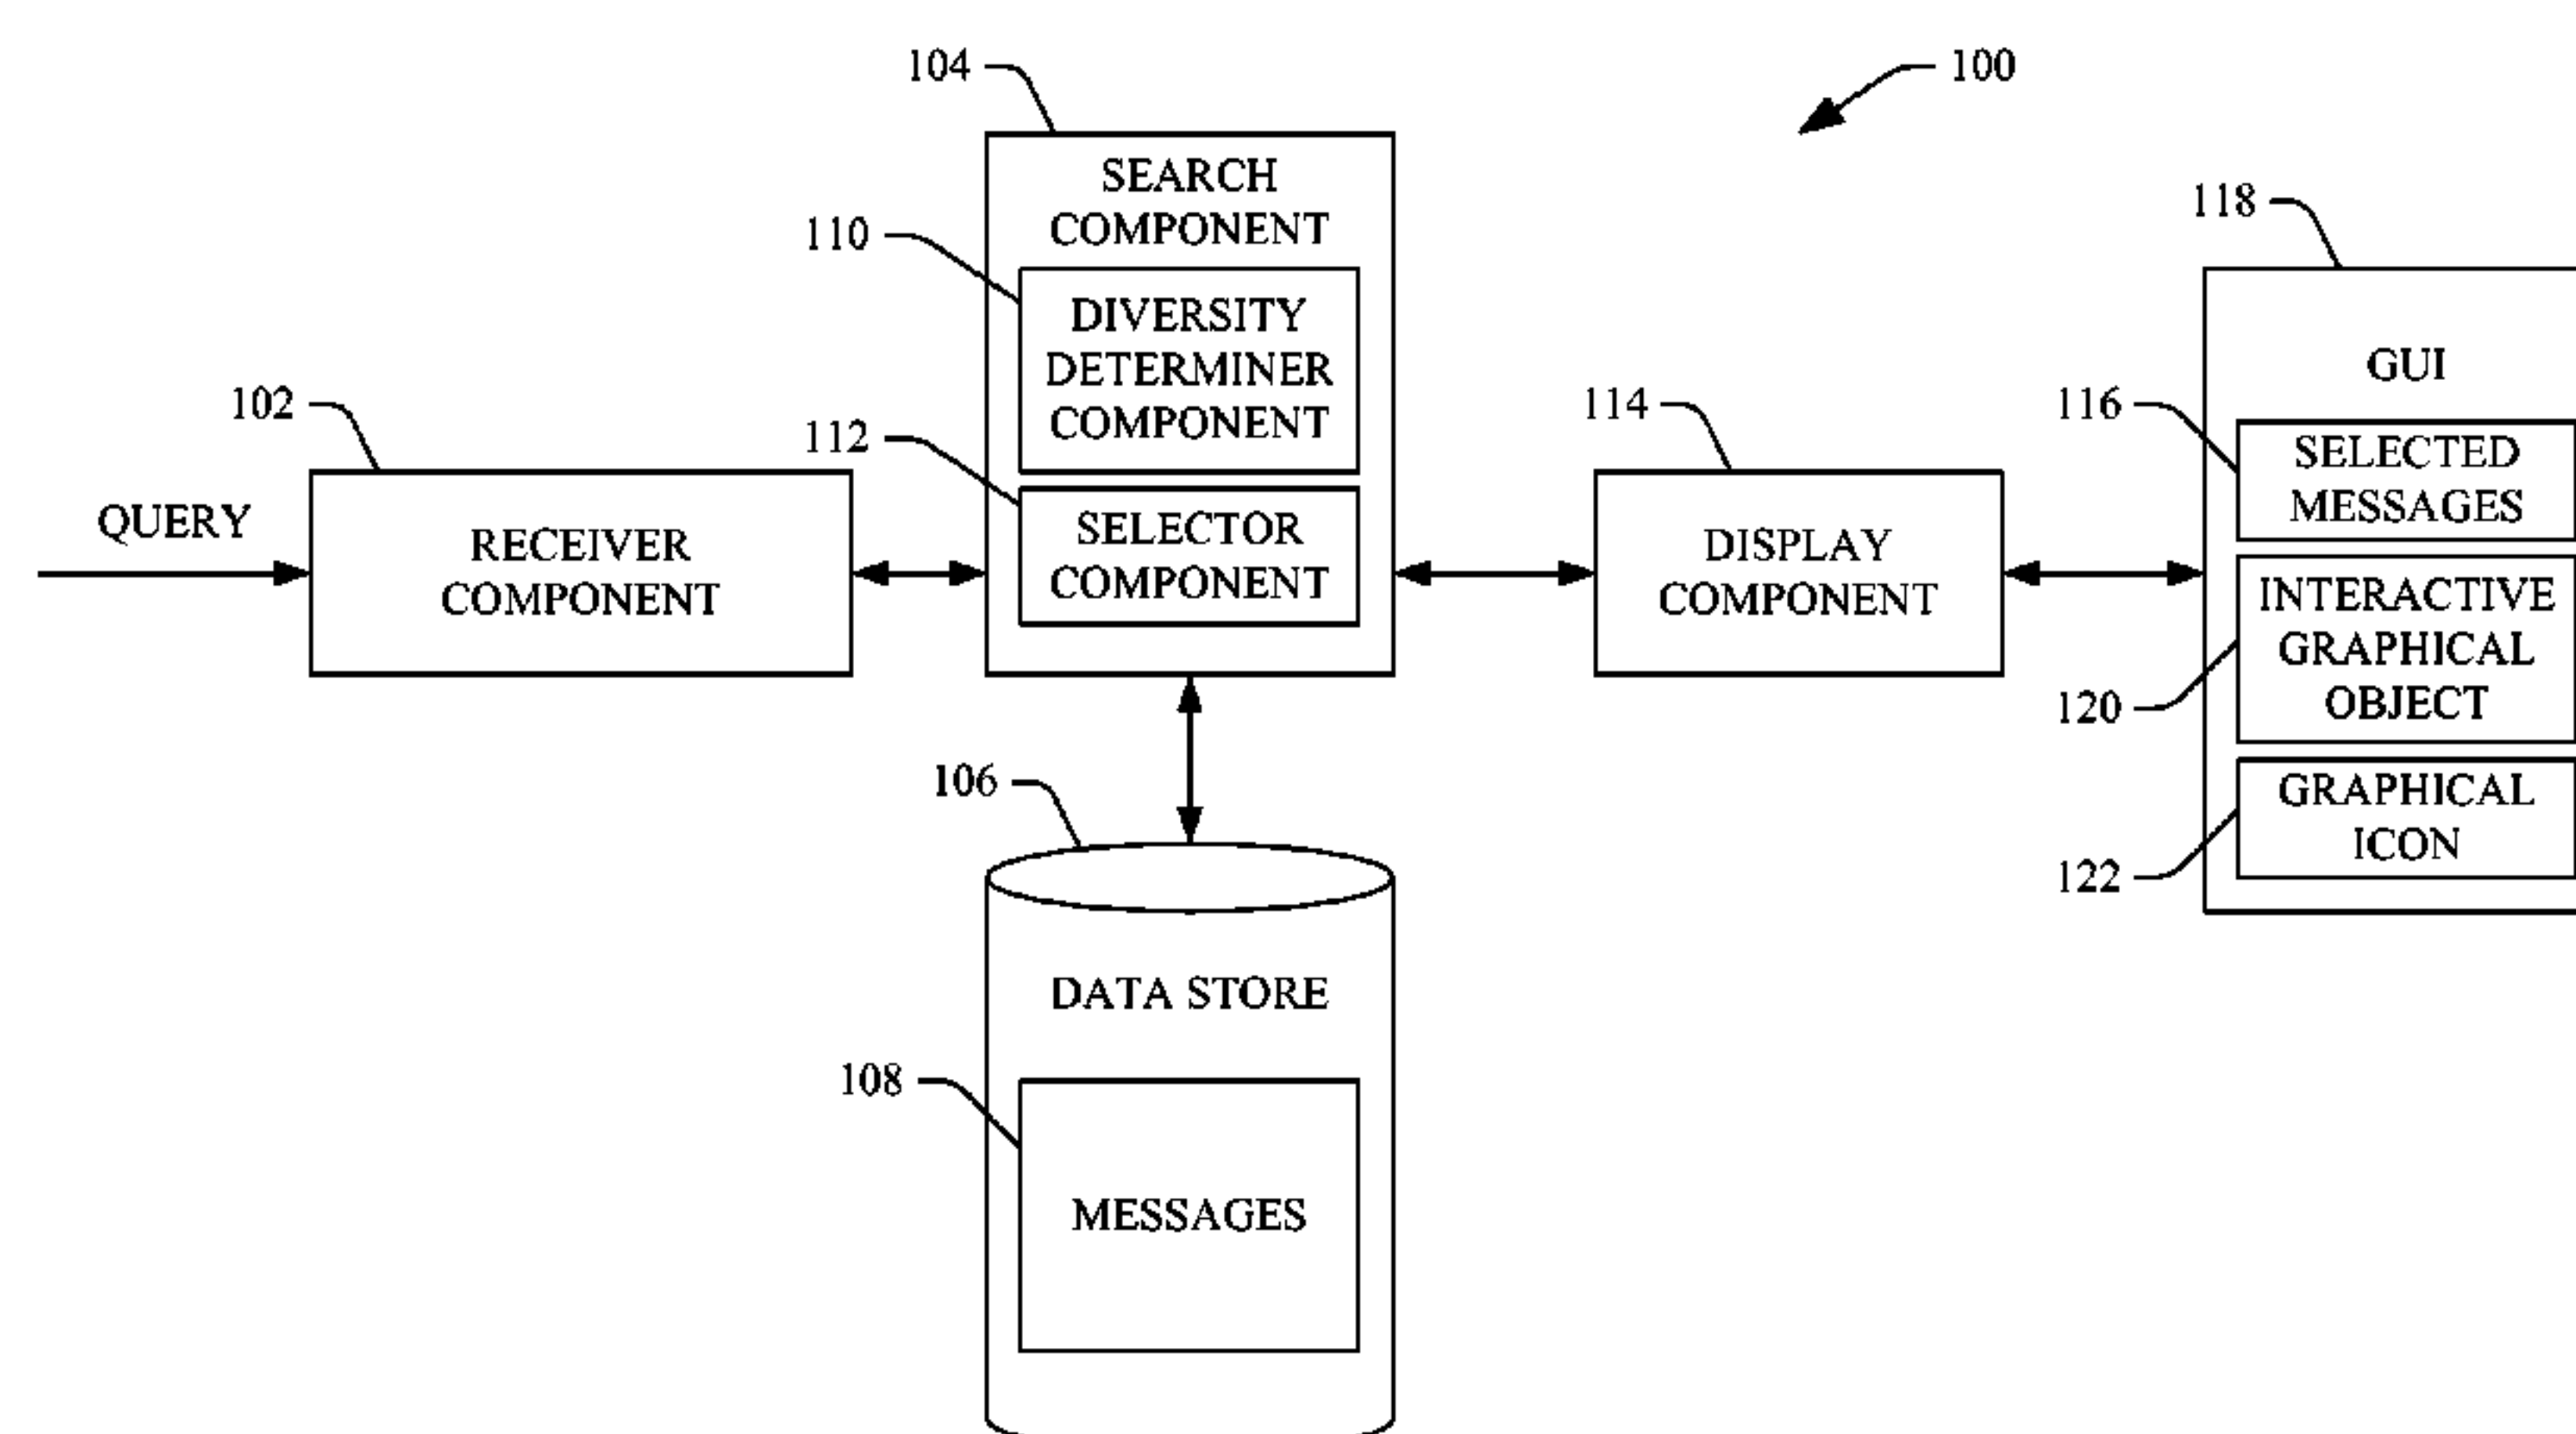 104
100
SEARCH
COMPONENT
118
110
DIVERSITY
DETERMINER
COMPONENT
GUI
102
114
116
112
SELECTED
MESSAGES
QUERY
RECEIVER
COMPONENT
SELECTOR
COMPONENT
DISPLAY
COMPONENT
INTERACTIVE
GRAPHICAL
OBJECT
120
106
GRAPHICAL
ICON
122
DATA STORE
108
MESSAGES